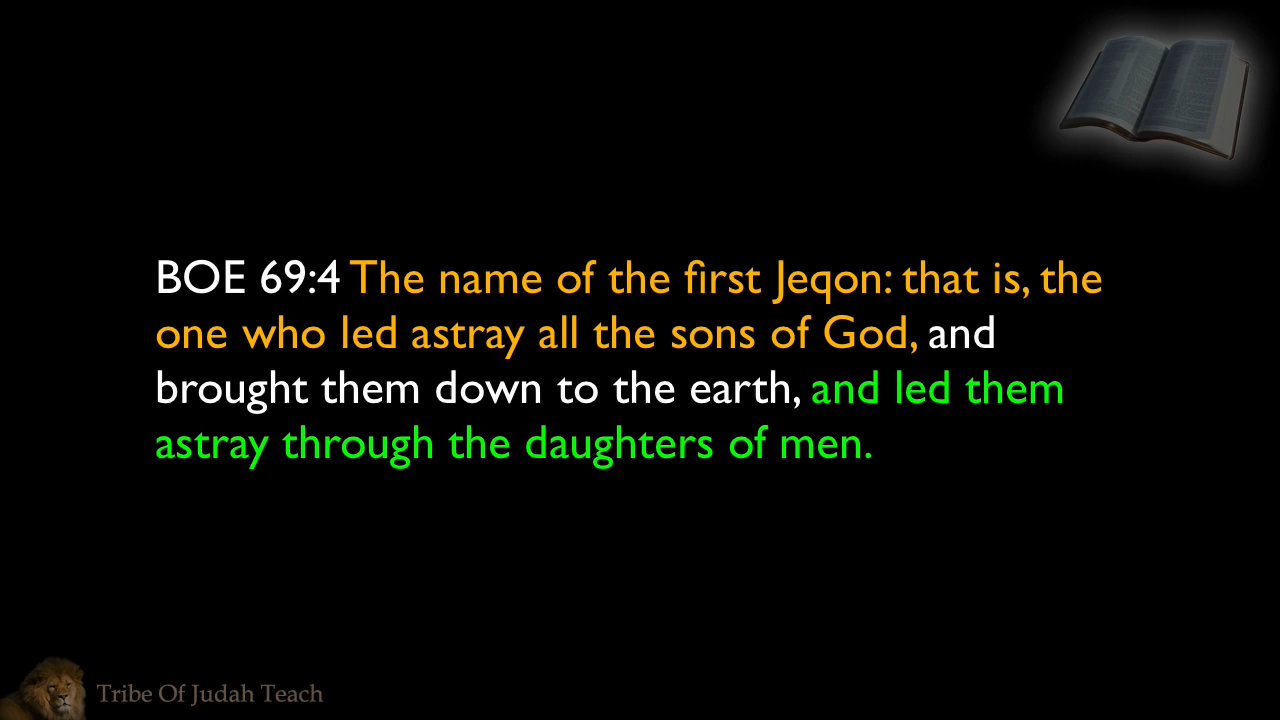 BOE 69:4 The name of the first Jeqon: that is, the
one who led astray all the sons of God, and
brought them down to the earth, and led them
astray through the daughters of men.
Tribe Of Judah Teach